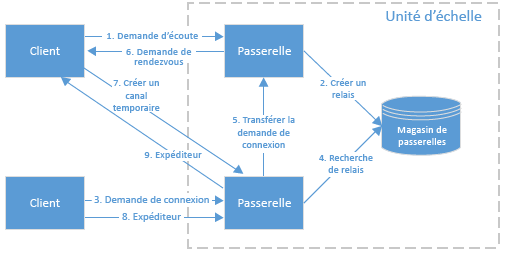 Unité d'échelle
Client
1. Demande d'écoute
6. Demande de
rendezvous
Passerelle
7. Créer un
canal
temporaire
2. Créer un
relais
5. Transférer la
demande de
connexion
Magasin de
passerelles
9. Expéditeur
4. Recherche
de relais
Client
3. Demande de connexion
8. Expéditeur
Passerelle